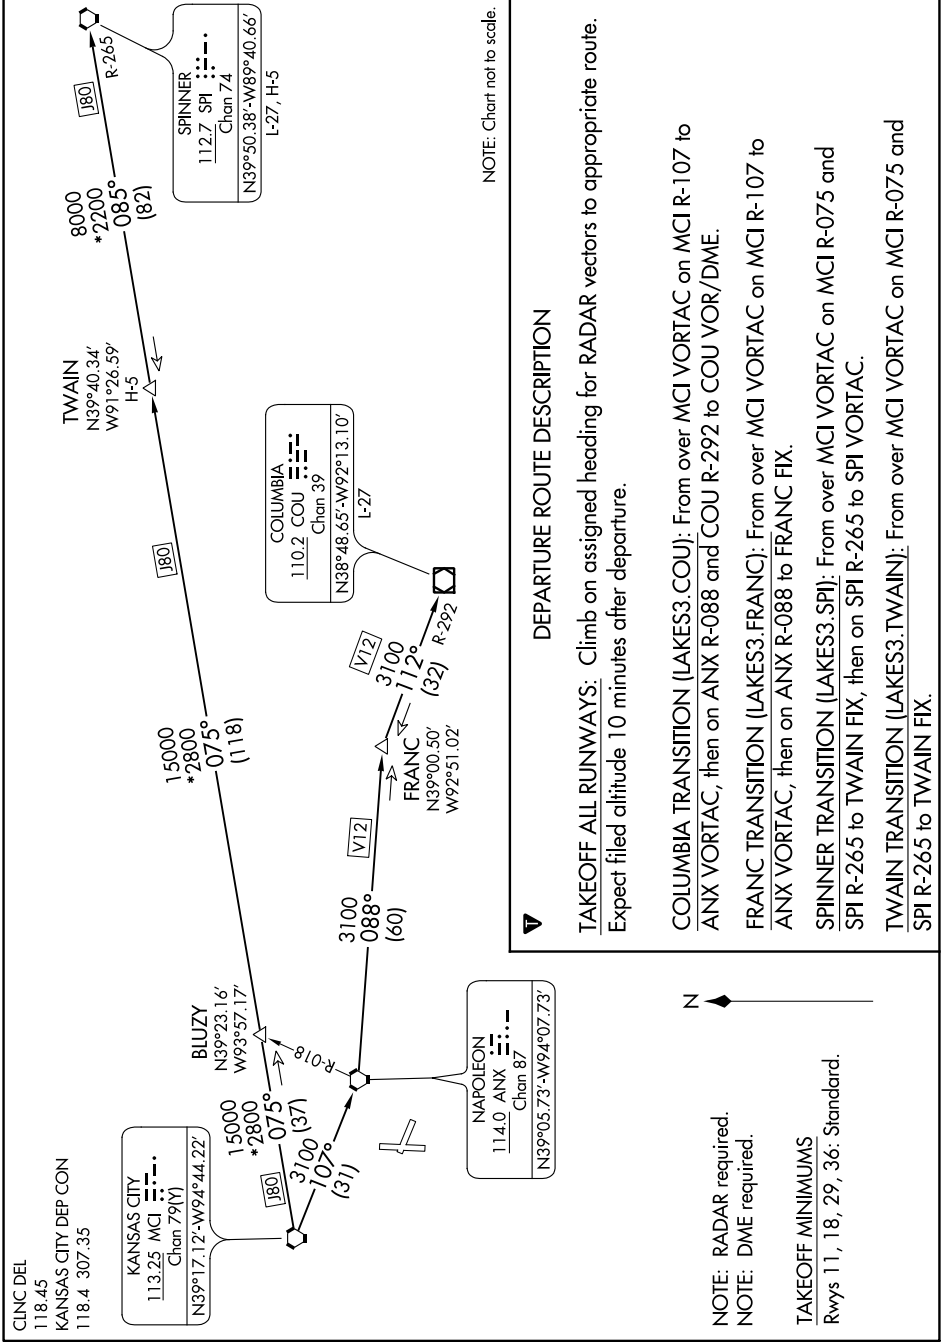 CLNC DEL
118.45
KANSAS CITY DEP CON
118.4 307.35
KANSAS CITY
113.25 MCI
Chan 79(Y)
N39°17.12'-W94°44.22'
J80
15000
*2800
075°
(37)
3100
107°
(31)
BLUZY
N39°23.16'
W93°57.17'
R-018
NAPOLEON
114.0 ANX
Chan 87
N39°05.73'-W94°07.73'
15000
*2800
075°
(118)
J80
3100
088°
(60)
V12
FRANC
N39°00.50'
W92°51.02'
V12
3100
112°
(32)
R-292
COLUMBIA
110.2 COU
Chan 39
N38°48.65'-W92°13.10'
L-27
TWAIN
N39°40.34'
W91°26.59'
H-5
8000
*2200
085°
(82)
J80
R-265
SPINNER
112.7 SPI
Chan 74
N39°50.38'-W89°40.66'
L-27, H-5
NOTE: Chart not to scale.
N
NOTE: RADAR required.
NOTE: DME required.
TAKEOFF MINIMUMS
Rwys 11, 18, 29, 36: Standard.
T
DEPARTURE ROUTE DESCRIPTION
TAKEOFF ALL RUNWAYS: Climb on assigned heading for RADAR vectors to appropriate route.
Expect filed altitude 10 minutes after departure.
COLUMBIA TRANSITION (LAKES3.COU): From over MCI VORTAC on MCI R-107 to
ANX VORTAC, then on ANX R-088 and COU R-292 to COU VOR/DME.
FRANC TRANSITION (LAKES3.FRANC): From over MCI VORTAC on MCI R-107 to
ANX VORTAC, then on ANX R-088 to FRANC FIX.
SPINNER TRANSITION (LAKES3.SPI): From over MCI VORTAC on MCI R-075 and
SPI R-265 to TWAIN FIX, then on SPI R-265 to SPI VORTAC.
TWAIN TRANSITION (LAKES3.TWAIN): From over MCI VORTAC on MCI R-075 and
SPI R-265 to TWAIN FIX.